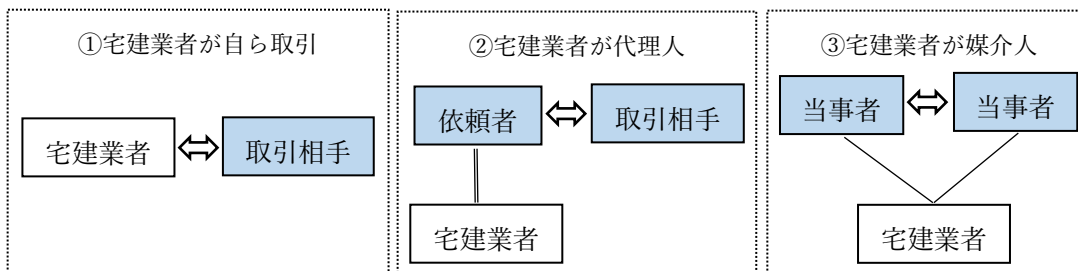 ①宅建業者が自ら取引
宅建業者
取引相手
②宅建業者が代理人
依頼者
取引相手
宅建業者
③宅建業者が媒介人
当事者
当事者
宅建業者